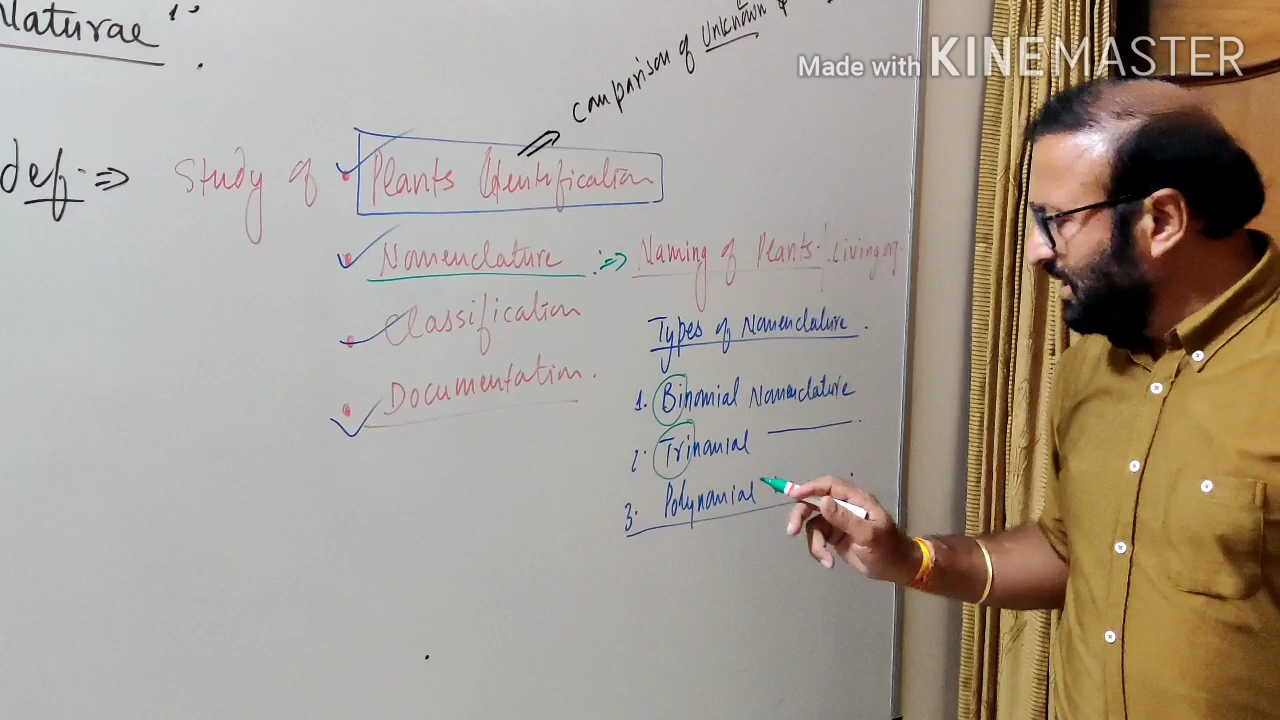 Naturae".
comparison of Unknown
Made with KINEMASTER
def ⇒ Study of • Plants Identification
• Nomenclature ⇒ Naming of Plants. Living org.
• Classification
• Documentation.
Types of Nomenclature.
1. Binomial Nomenclature
2. Trinomial
3. Polynomial